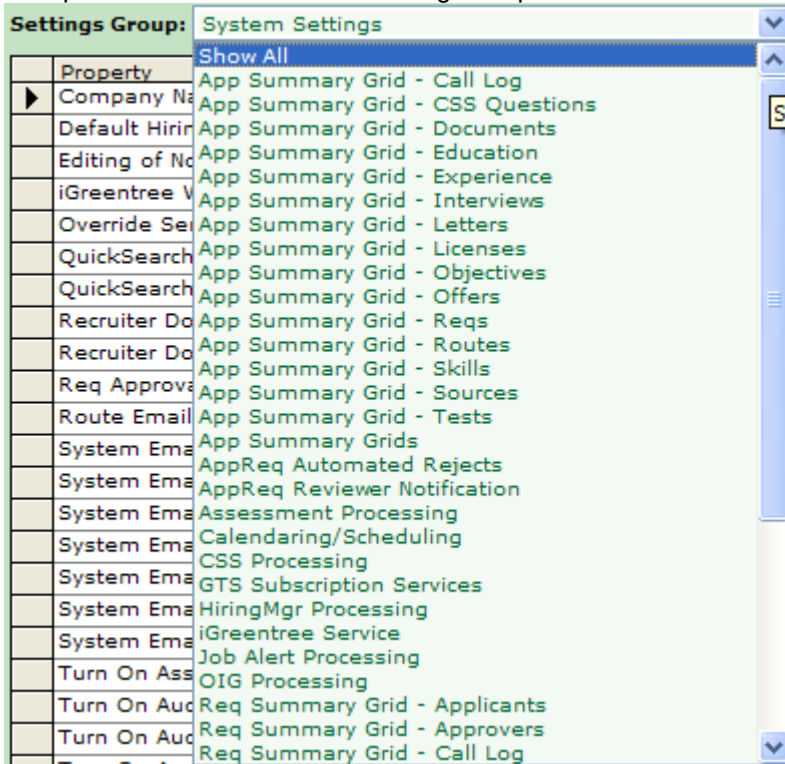 Settings Group: System Settings
Show All
Property
App Summary Grid - Call Log
Company Na
App Summary Grid - CSS Questions
Default Hirin
App Summary Grid - Documents
Editing of No
App Summary Grid - Education
iGreentree V
App Summary Grid - Experience
App Summary Grid - Interviews
Override Ser
App Summary Grid - Letters
QuickSearch
App Summary Grid - Licenses
App Summary Grid - Objectives
QuickSearch
App Summary Grid - Offers
Recruiter Do
App Summary Grid - Reqs
Recruiter Do
App Summary Grid - Routes
App Summary Grid - Skills
Req Approva
App Summary Grid - Sources
Route Email
App Summary Grid - Tests
System Ema
App Summary Grids
AppReq Automated Rejects
System Ema
AppReq Reviewer Notification
System Ema
Assessment Processing
System Ema
Calendaring/Scheduling
CSS Processing
System Ema
GTS Subscription Services
System Ema
HiringMgr Processing
System Ema
iGreentree Service
Job Alert Processing
Turn On Ass
OIG Processing
Turn On Aud
Req Summary Grid - Applicants
Turn On Aud
Req Summary Grid - Approvers
Req Summary Grid - Call Log